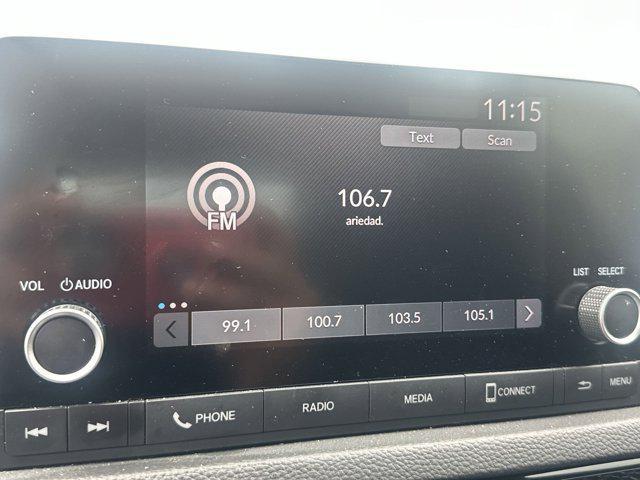 11:15
Text Scan
FM
106.7
ariedad.
VOL AUDIO
LIST SELECT
99.1 100.7 103.5 105.1
PHONE RADIO MEDIA CONNECT MENU